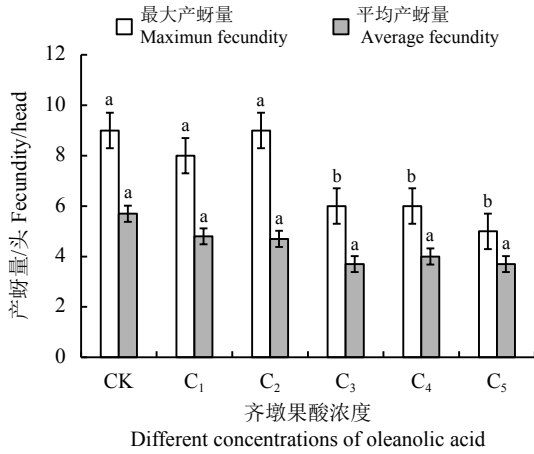 最大产蚜量 平均产蚜量
Maximun fecundity Average fecundity
产蚜量/头 Fecundity/head
12
10
8
6
4
2
0
a a a b b b
a a a a a a
CK C₁ C₂ C₃ C₄ C₅
齐墩果酸浓度
Different concentrations of oleanolic acid